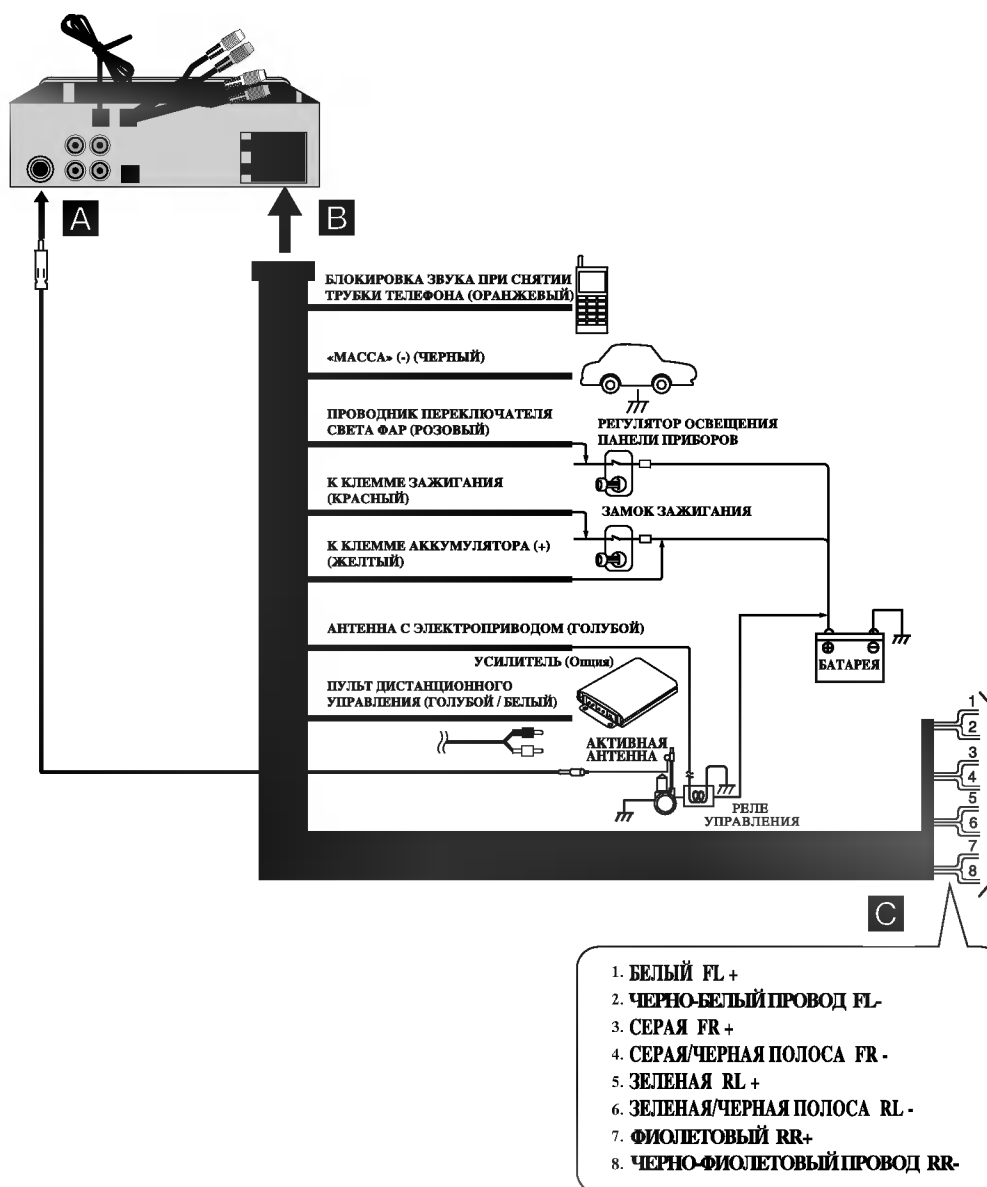 A
B
БЛОКИРОВКА ЗВУКА ПРИ СНЯТИИ
ТРУБКИ ТЕЛЕФОНА (ОРАНЖЕВЫЙ)
«МАССА» (-) (ЧЕРНЫЙ)
ПРОВОДНИК ПЕРЕКЛЮЧАТЕЛЯ
СВЕТА ФАР (РОЗОВЫЙ)
РЕГУЛЯТОР ОСВЕЩЕНИЯ
ПАНЕЛИ ПРИБОРОВ
К КЛЕММЕ ЗАЖИГАНИЯ
(КРАСНЫЙ)
ЗАМОК ЗАЖИГАНИЯ
К КЛЕММЕ АККУМУЛЯТОРА (+)
(ЖЕЛТЫЙ)
АНТЕННА С ЭЛЕКТРОПРИВОДОМ (ГОЛУБОЙ)
БАТАРЕЯ
УСИЛИТЕЛЬ (Опция)
ПУЛЬТ ДИСТАНЦИОННОГО
УПРАВЛЕНИЯ (ГОЛУБОЙ / БЕЛЫЙ)
АКТИВНАЯ
АНТЕННА
РЕЛЕ
УПРАВЛЕНИЯ
1
2
3
4
5
6
7
8
C
1. БЕЛЫЙ FL +
2. ЧЕРНО-БЕЛЫЙ ПРОВОД FL-
3. СЕРАЯ FR +
4. СЕРАЯ/ЧЕРНАЯ ПОЛОСА FR -
5. ЗЕЛЕНАЯ RL +
6. ЗЕЛЕНАЯ/ЧЕРНАЯ ПОЛОСА RL -
7. ФИОЛЕТОВЫЙ RR+
8. ЧЕРНО-ФИОЛЕТОВЫЙ ПРОВОД RR-